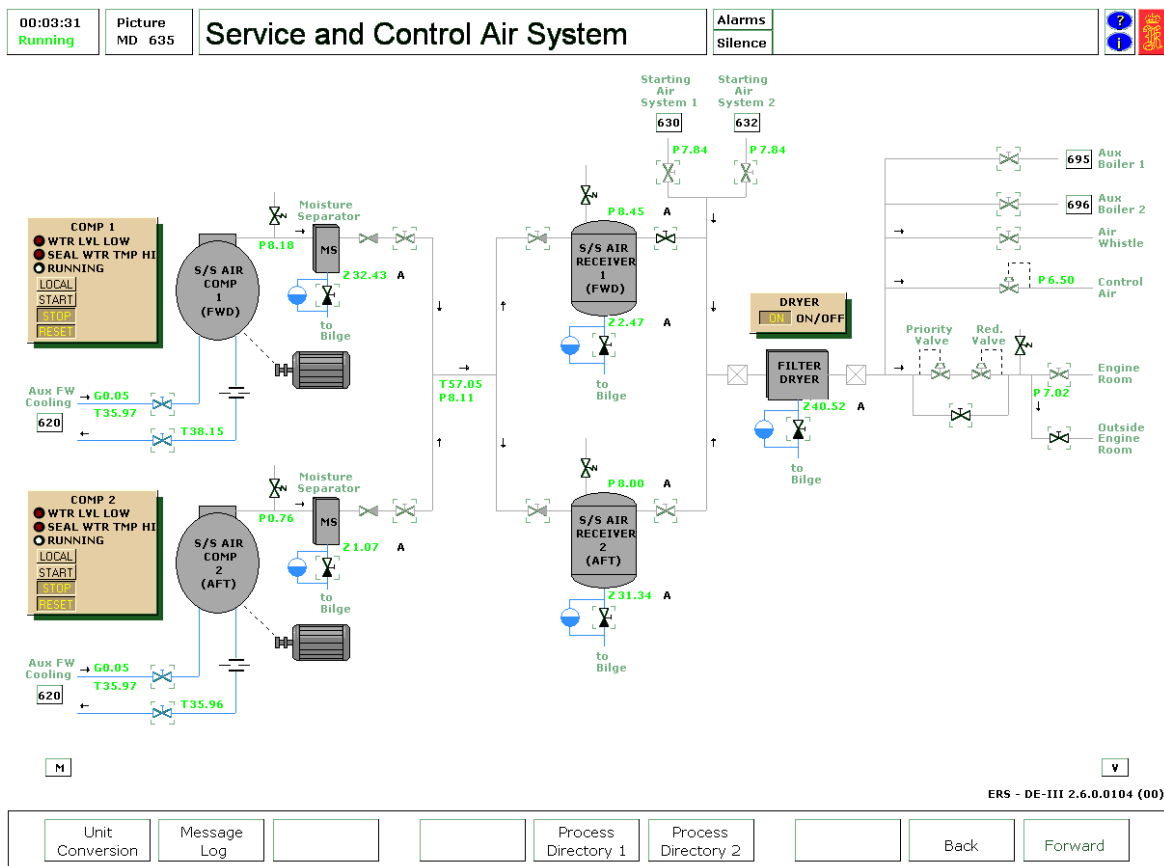 00:03:31
Running
Picture
MD 635
Service and Control Air System
Alarms
Silence
?
i
Starting
Air
System 1
630
P7.84
Starting
Air
System 2
632
P7.84
695
Aux
Boiler 1
696
Aux
Boiler 2
Air
Whistle
P6.50
Control
Air
COMP 1
WTR LVL LOW
SEAL WTR TMP HI
RUNNING
LOCAL
START
STOP
RESET
P8.18
Moisture
Separator
MS
Z32.43 A
to
Bilge
S/S AIR
COMP
1
(FWD)
P8.45 A
S/S AIR
RECEIVER
1
(FWD)
Z2.47 A
to
Bilge
DRYER
ON ON/OFF
Priority
Valve
Red.
Valve
FILTER
DRYER
Z40.52 A
to
Bilge
Engine
Room
P7.02
Outside
Engine
Room
T57.05
P8.11
Aux FW
Cooling
620
G0.05
T35.97
T38.15
COMP 2
WTR LVL LOW
SEAL WTR TMP HI
RUNNING
LOCAL
START
STOP
RESET
P0.76
Moisture
Separator
MS
Z1.07 A
to
Bilge
S/S AIR
COMP
2
(AFT)
P8.00 A
S/S AIR
RECEIVER
2
(AFT)
Z31.34 A
to
Bilge
Aux FW
Cooling
620
G0.05
T35.97
T35.96
M
V
ERS - DE-III 2.6.0.0104 (00)
Unit
Conversion
Message
Log
Process
Directory 1
Process
Directory 2
Back
Forward